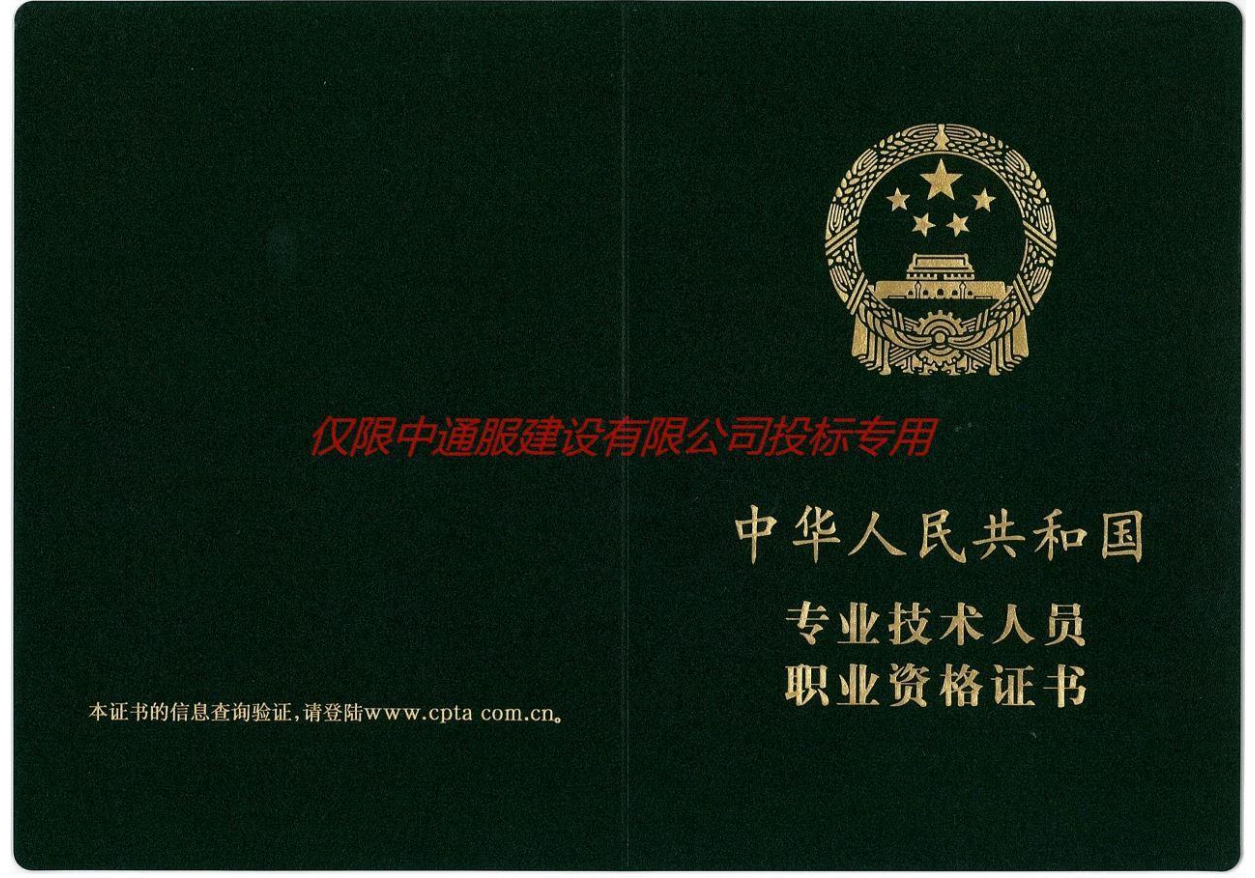 仅限中通服建设有限公司投标专用
中华人民共和国
专业技术人员
职业资格证书
本证书的信息查询验证,请登陆www.cpta com.cn。